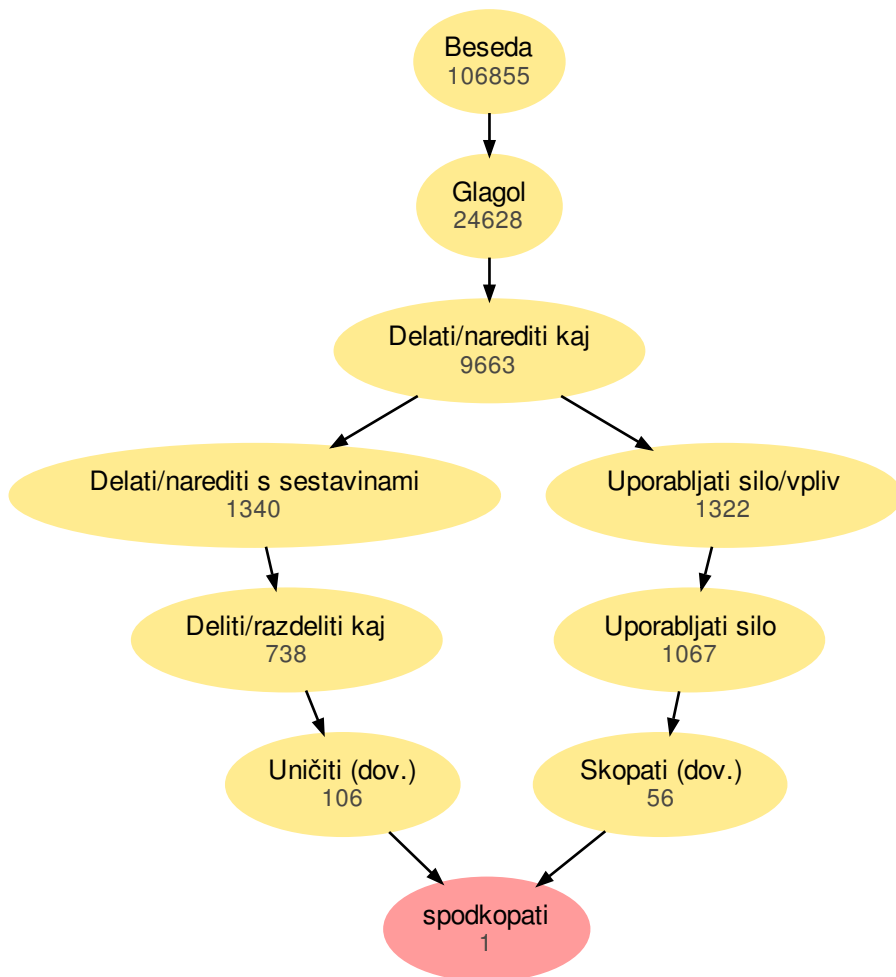 Beseda
106855
Glagol
24628
Delati/narediti kaj
9663
Delati/narediti s sestavinami
1340
Uporabljati silo/vpliv
1322
Deliti/razdeliti kaj
738
Uporabljati silo
1067
Uničiti (dov.)
106
Skopati (dov.)
56
spodkopati
1